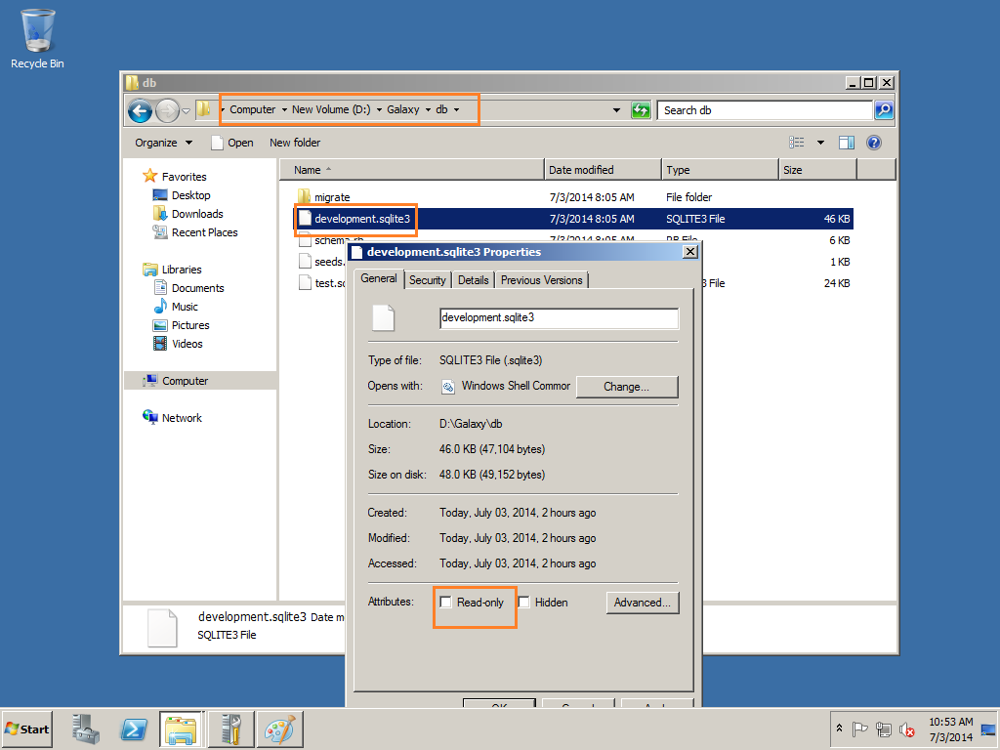 Recycle Bin
db
Computer New Volume (D:) Galaxy db
Search db
Organize Open New folder
Name Date modified Type Size
Favorites
Desktop
Downloads
Recent Places
Libraries
Documents
Music
Pictures
Videos
Computer
Network
migrate 7/3/2014 8:05 AM File folder
development.sqlite3 7/3/2014 8:05 AM SQLITE3 File 46 KB
schema.rb 7/3/2014 8:05 AM RB File 6 KB
seeds. 1 KB
test.sq 3 File 24 KB
development.sqlite3 Properties
General Security Details Previous Versions
development.sqlite3
Type of file: SQLITE3 File (.sqlite3)
Opens with: Windows Shell Commor Change...
Location: D:\Galaxy\db
Size: 46.0 KB (47,104 bytes)
Size on disk: 48.0 KB (49,152 bytes)
Created: Today, July 03, 2014, 2 hours ago
Modified: Today, July 03, 2014, 2 hours ago
Accessed: Today, July 03, 2014, 2 hours ago
Attributes: Read-only Hidden Advanced...
development.sqlite3 Date m
SQLITE3 File
OK
Start
10:53 AM
7/3/2014